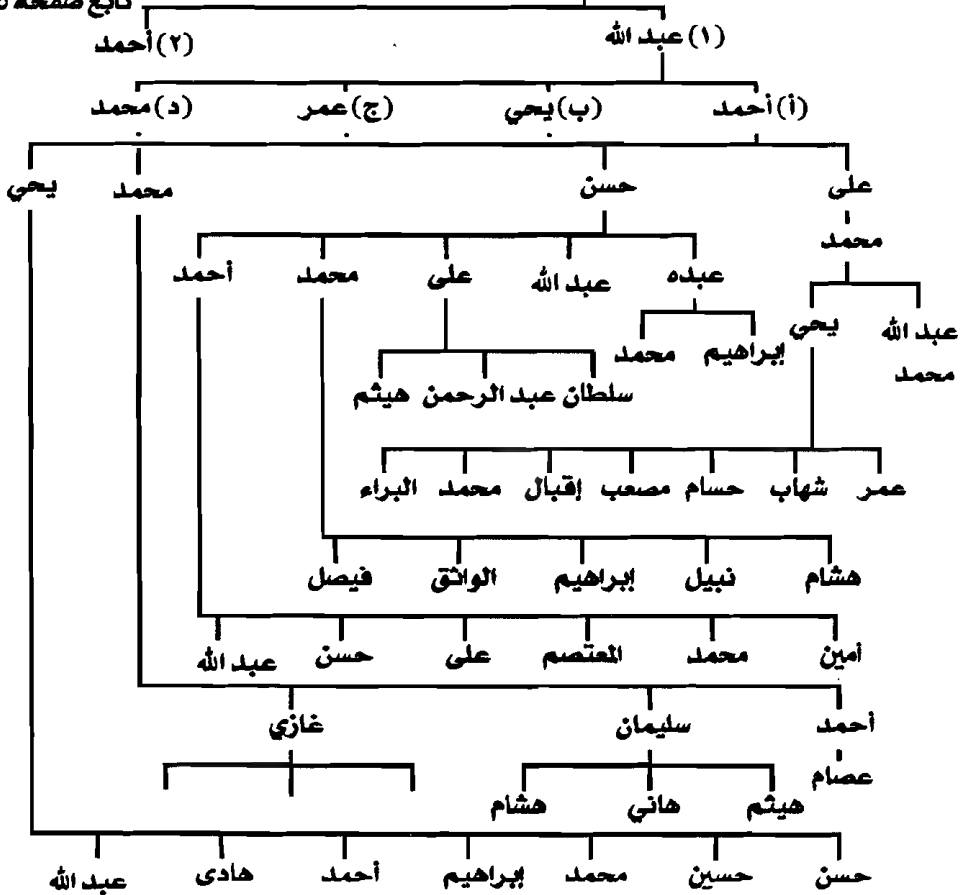 تابع صفحة
(١) عبد الله (٢) أحمد
(أ) أحمد (ب) يحي (ج) عمر (د) محمد
على حسن محمد يحي
محمد
عبده عبد الله على محمد أحمد
عبد الله يحي
إبراهيم محمد
محمد
سلطان عبد الرحمن هيثم
عمر شهاب حسام مصعب إقبال محمد البراء
هشام نبيل إبراهيم الواثق فيصل
أمين محمد المعتصم على حسن عبد الله
أحمد سليمان غازي
عصام
هيثم هاني هشام
حسن حسين محمد إبراهيم أحمد هادى عبد الله